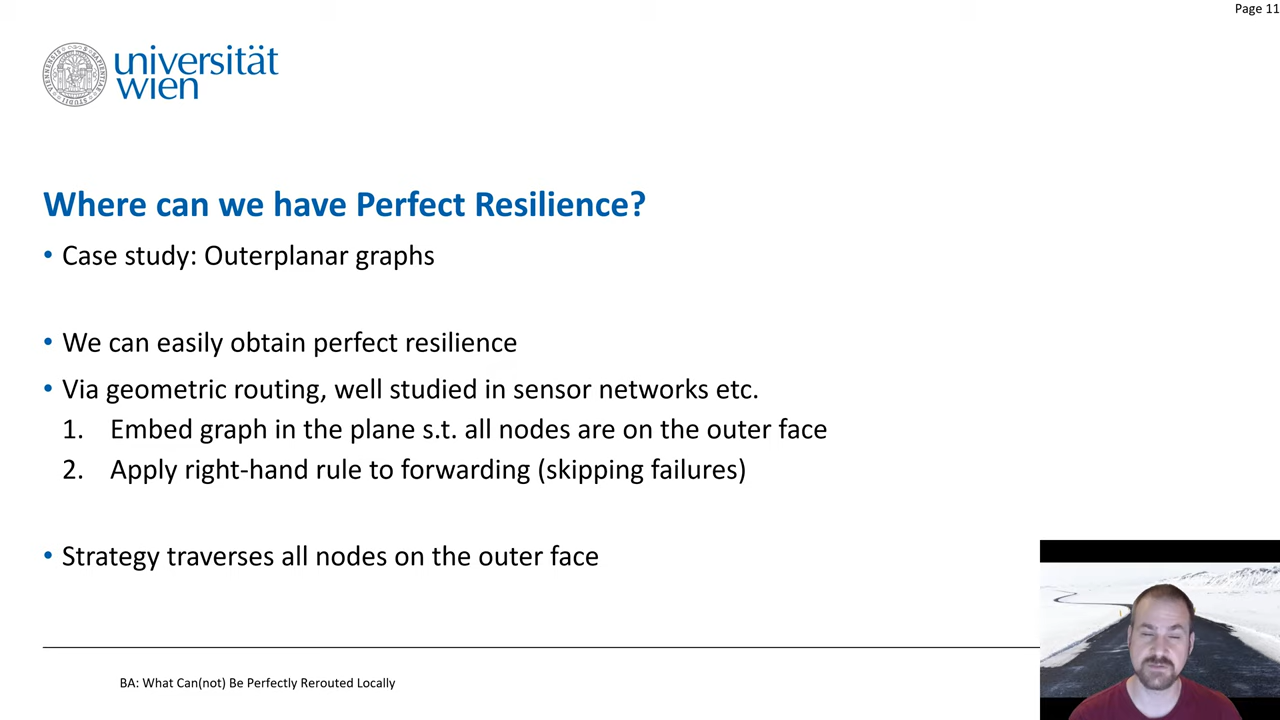 Page 11
universität
wien
Where can we have Perfect Resilience?
• Case study: Outerplanar graphs
• We can easily obtain perfect resilience
• Via geometric routing, well studied in sensor networks etc.
1. Embed graph in the plane s.t. all nodes are on the outer face
2. Apply right-hand rule to forwarding (skipping failures)
• Strategy traverses all nodes on the outer face
BA: What Can(not) Be Perfectly Rerouted Locally